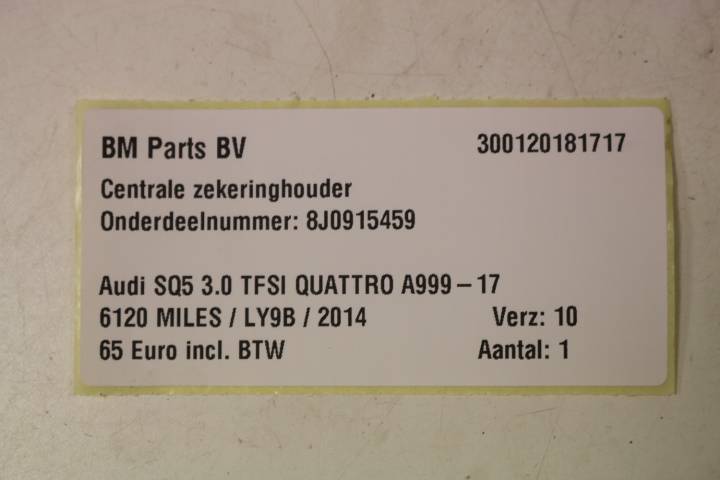 BM Parts BV 300120181717
Centrale zekeringhouder
Onderdeelnummer: 8J0915459
Audi SQ5 3.0 TFSI QUATTRO A999-17
6120 MILES / LY9B / 2014 Verz: 10
65 Euro incl. BTW Aantal: 1